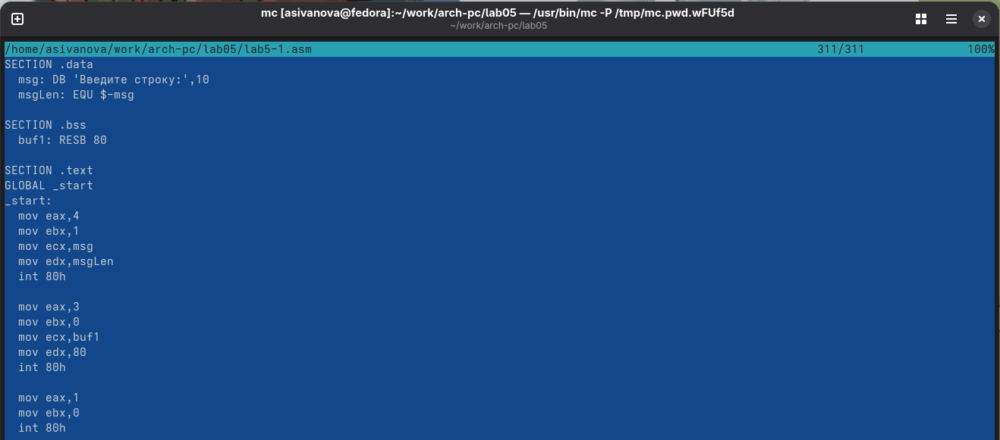 mc [asivanova@fedora]:~/work/arch-pc/lab05 — /usr/bin/mc -P /tmp/mc.pwd.wFUf5d
~/work/arch-pc/lab05
/home/asivanova/work/arch-pc/lab05/lab5-1.asm 311/311 100%
SECTION .data
  msg: DB 'Введите строку:',10
  msgLen: EQU $-msg

SECTION .bss
  buf1: RESB 80

SECTION .text
GLOBAL _start
_start:
  mov eax,4
  mov ebx,1
  mov ecx,msg
  mov edx,msgLen
  int 80h

  mov eax,3
  mov ebx,0
  mov ecx,buf1
  mov edx,80
  int 80h

  mov eax,1
  mov ebx,0
  int 80h